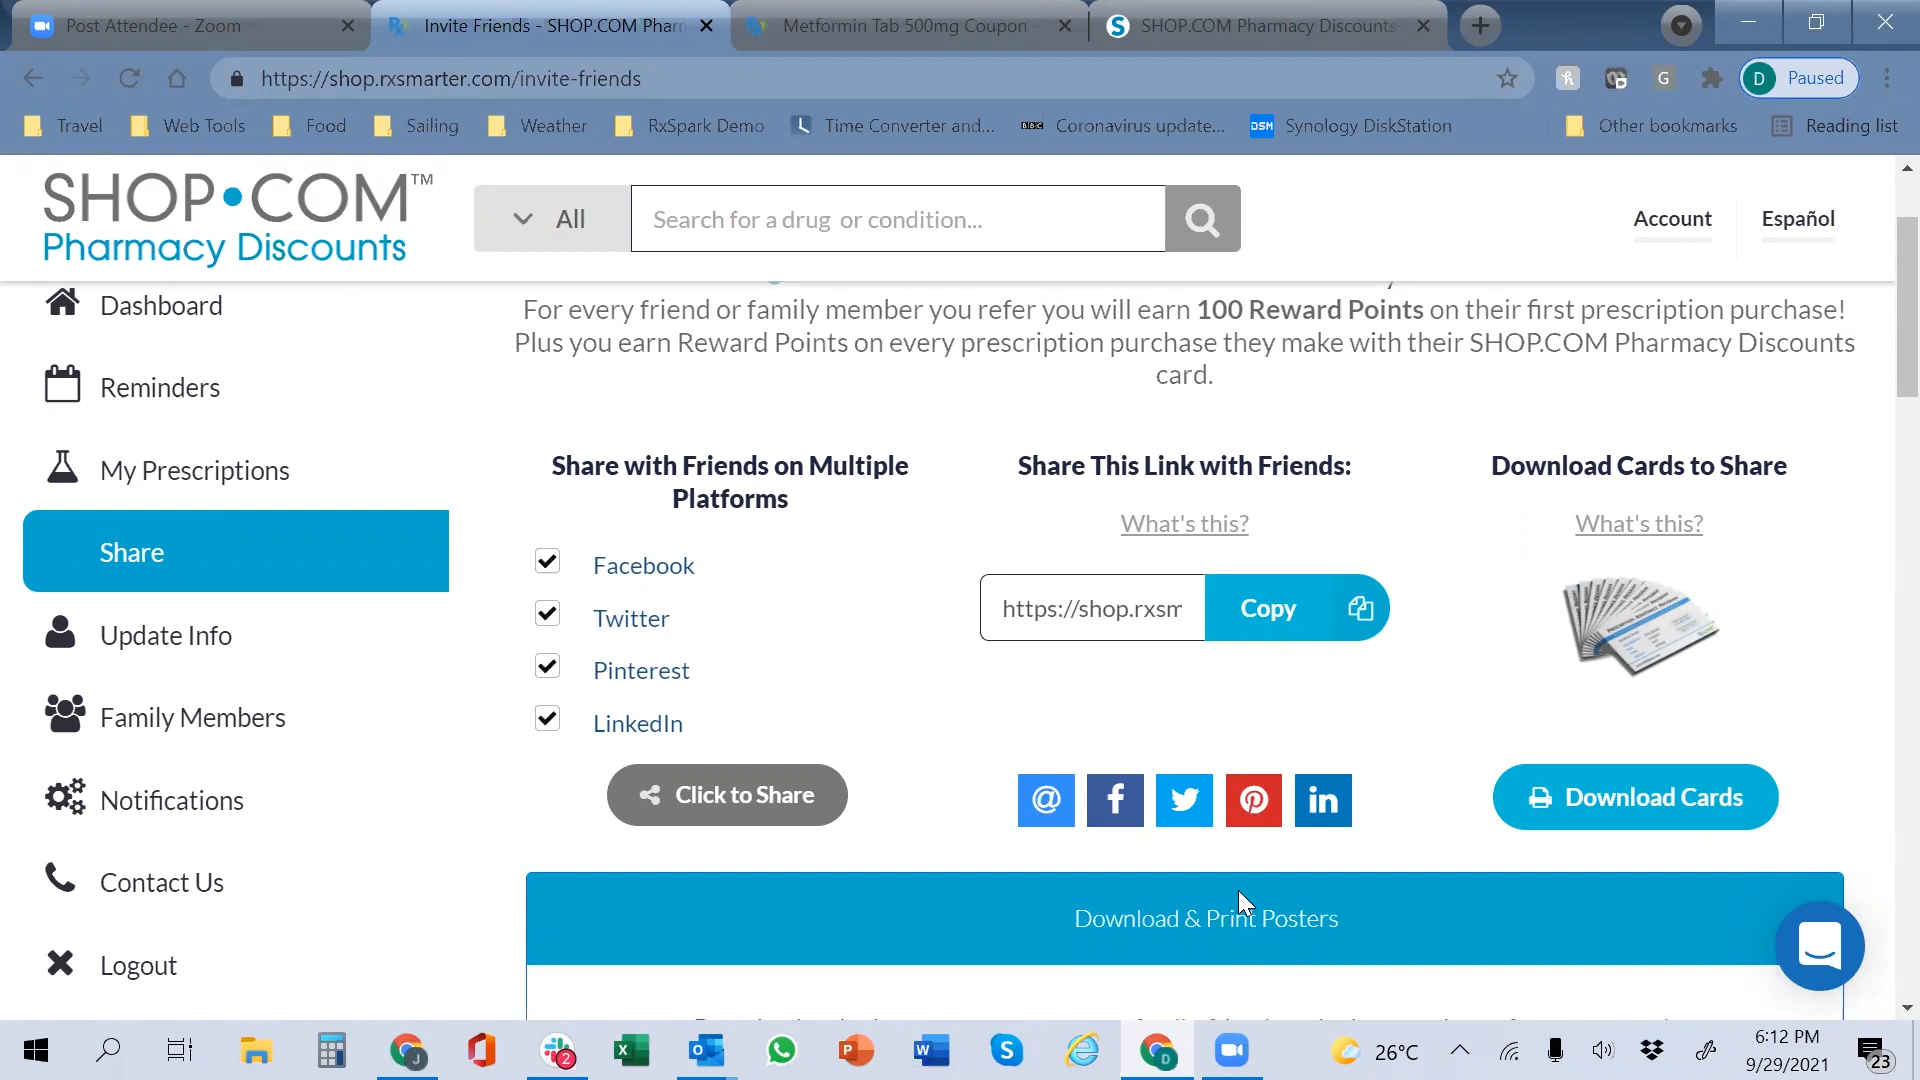 Post Attendee - Zoom
Invite Friends - SHOP.COM Pharm
Metformin Tab 500mg Coupon -
SHOP.COM Pharmacy Discounts-
https://shop.rxsmarter.com/invite-friends
G
D Paused
Travel
Web Tools
Food
Sailing
Weather
RxSpark Demo
Time Converter and...
BBC Coronavirus update...
DSM Synology DiskStation
Other bookmarks
Reading list
SHOP•COM™
Pharmacy Discounts
All
Search for a drug or condition...
Account
Español
Dashboard
Reminders
My Prescriptions
Share
Update Info
Family Members
Notifications
Contact Us
Logout
For every friend or family member you refer you will earn 100 Reward Points on their first prescription purchase!
Plus you earn Reward Points on every prescription purchase they make with their SHOP.COM Pharmacy Discounts
card.
Share with Friends on Multiple
Platforms
Facebook
Twitter
Pinterest
LinkedIn
Click to Share
Share This Link with Friends:
What's this?
https://shop.rxsm
Copy
Download Cards to Share
What's this?
Download Cards
Download & Print Posters
26°C
6:12 PM
9/29/2021
23